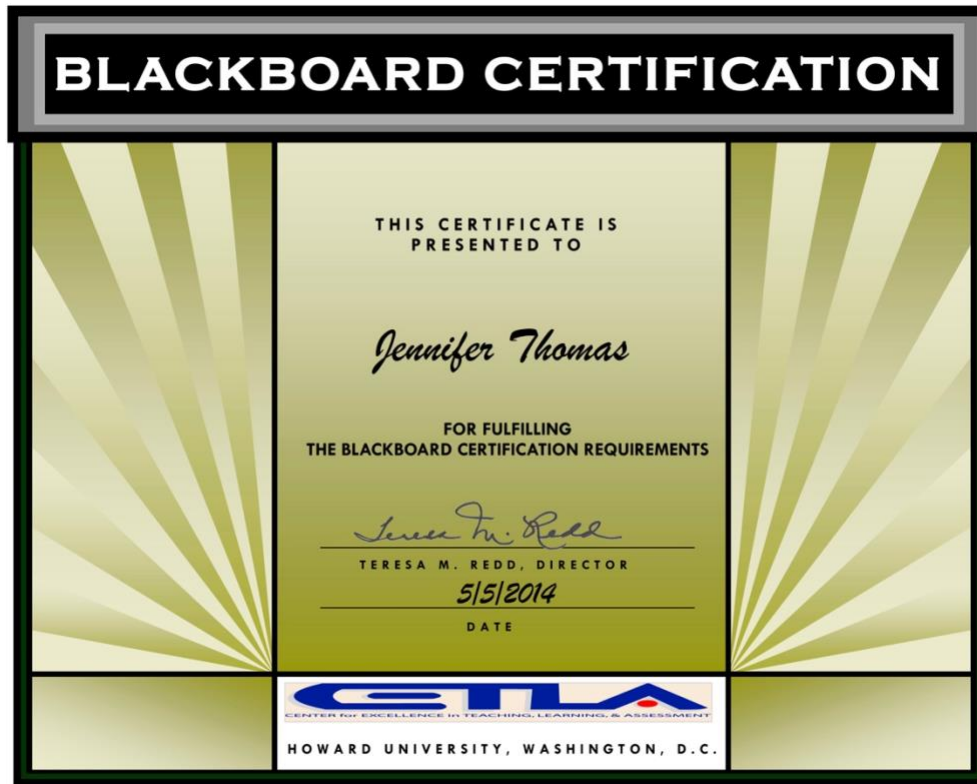 BLACKBOARD CERTIFICATION
THIS CERTIFICATE IS
PRESENTED TO
Jennifer Thomas
FOR FULFILLING
THE BLACKBOARD CERTIFICATION REQUIREMENTS
Teresa M. Redd
TERESA M. REDD, DIRECTOR
5/5/2014
DATE
CETLA
CENTER for EXCELLENCE in TEACHING, LEARNING, & ASSESSMENT
HOWARD UNIVERSITY, WASHINGTON, D.C.